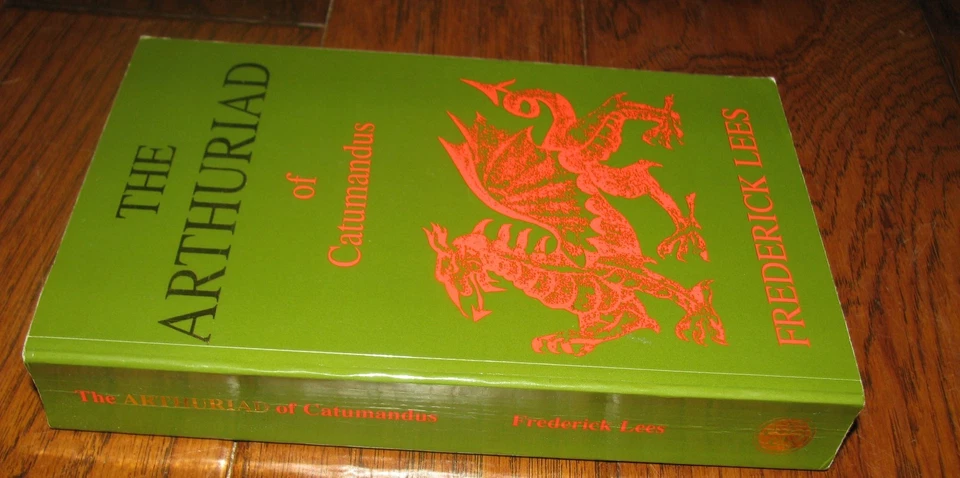 THE
ARTHURIAD
of
Catumandus
FREDERICK LEES
The ARTHURIAD of Catumandus Frederick Lees